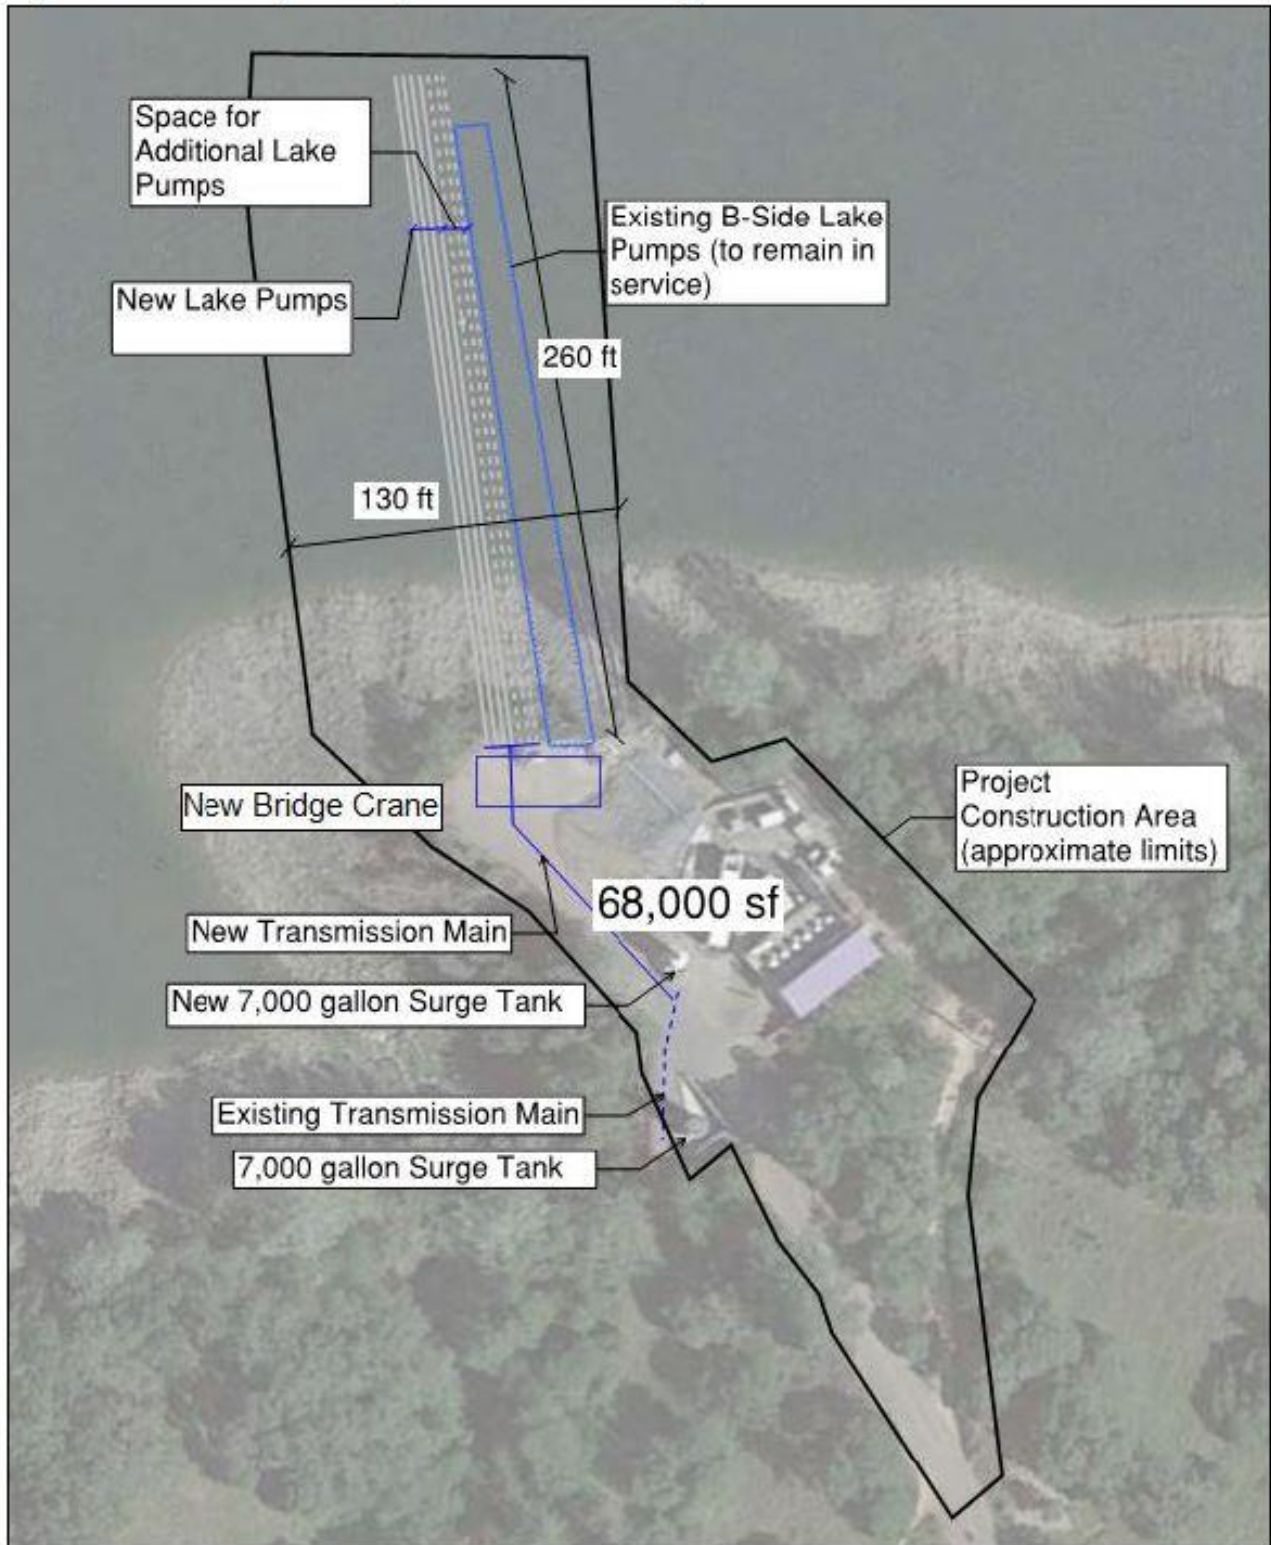 Space for
Additional Lake
Pumps
Existing B-Side Lake
Pumps (to remain in
service)
New Lake Pumps
260 ft
130 ft
New Bridge Crane
Project
Construction Area
(approximate limits)
68,000 sf
New Transmission Main
New 7,000 gallon Surge Tank
Existing Transmission Main
7,000 gallon Surge Tank